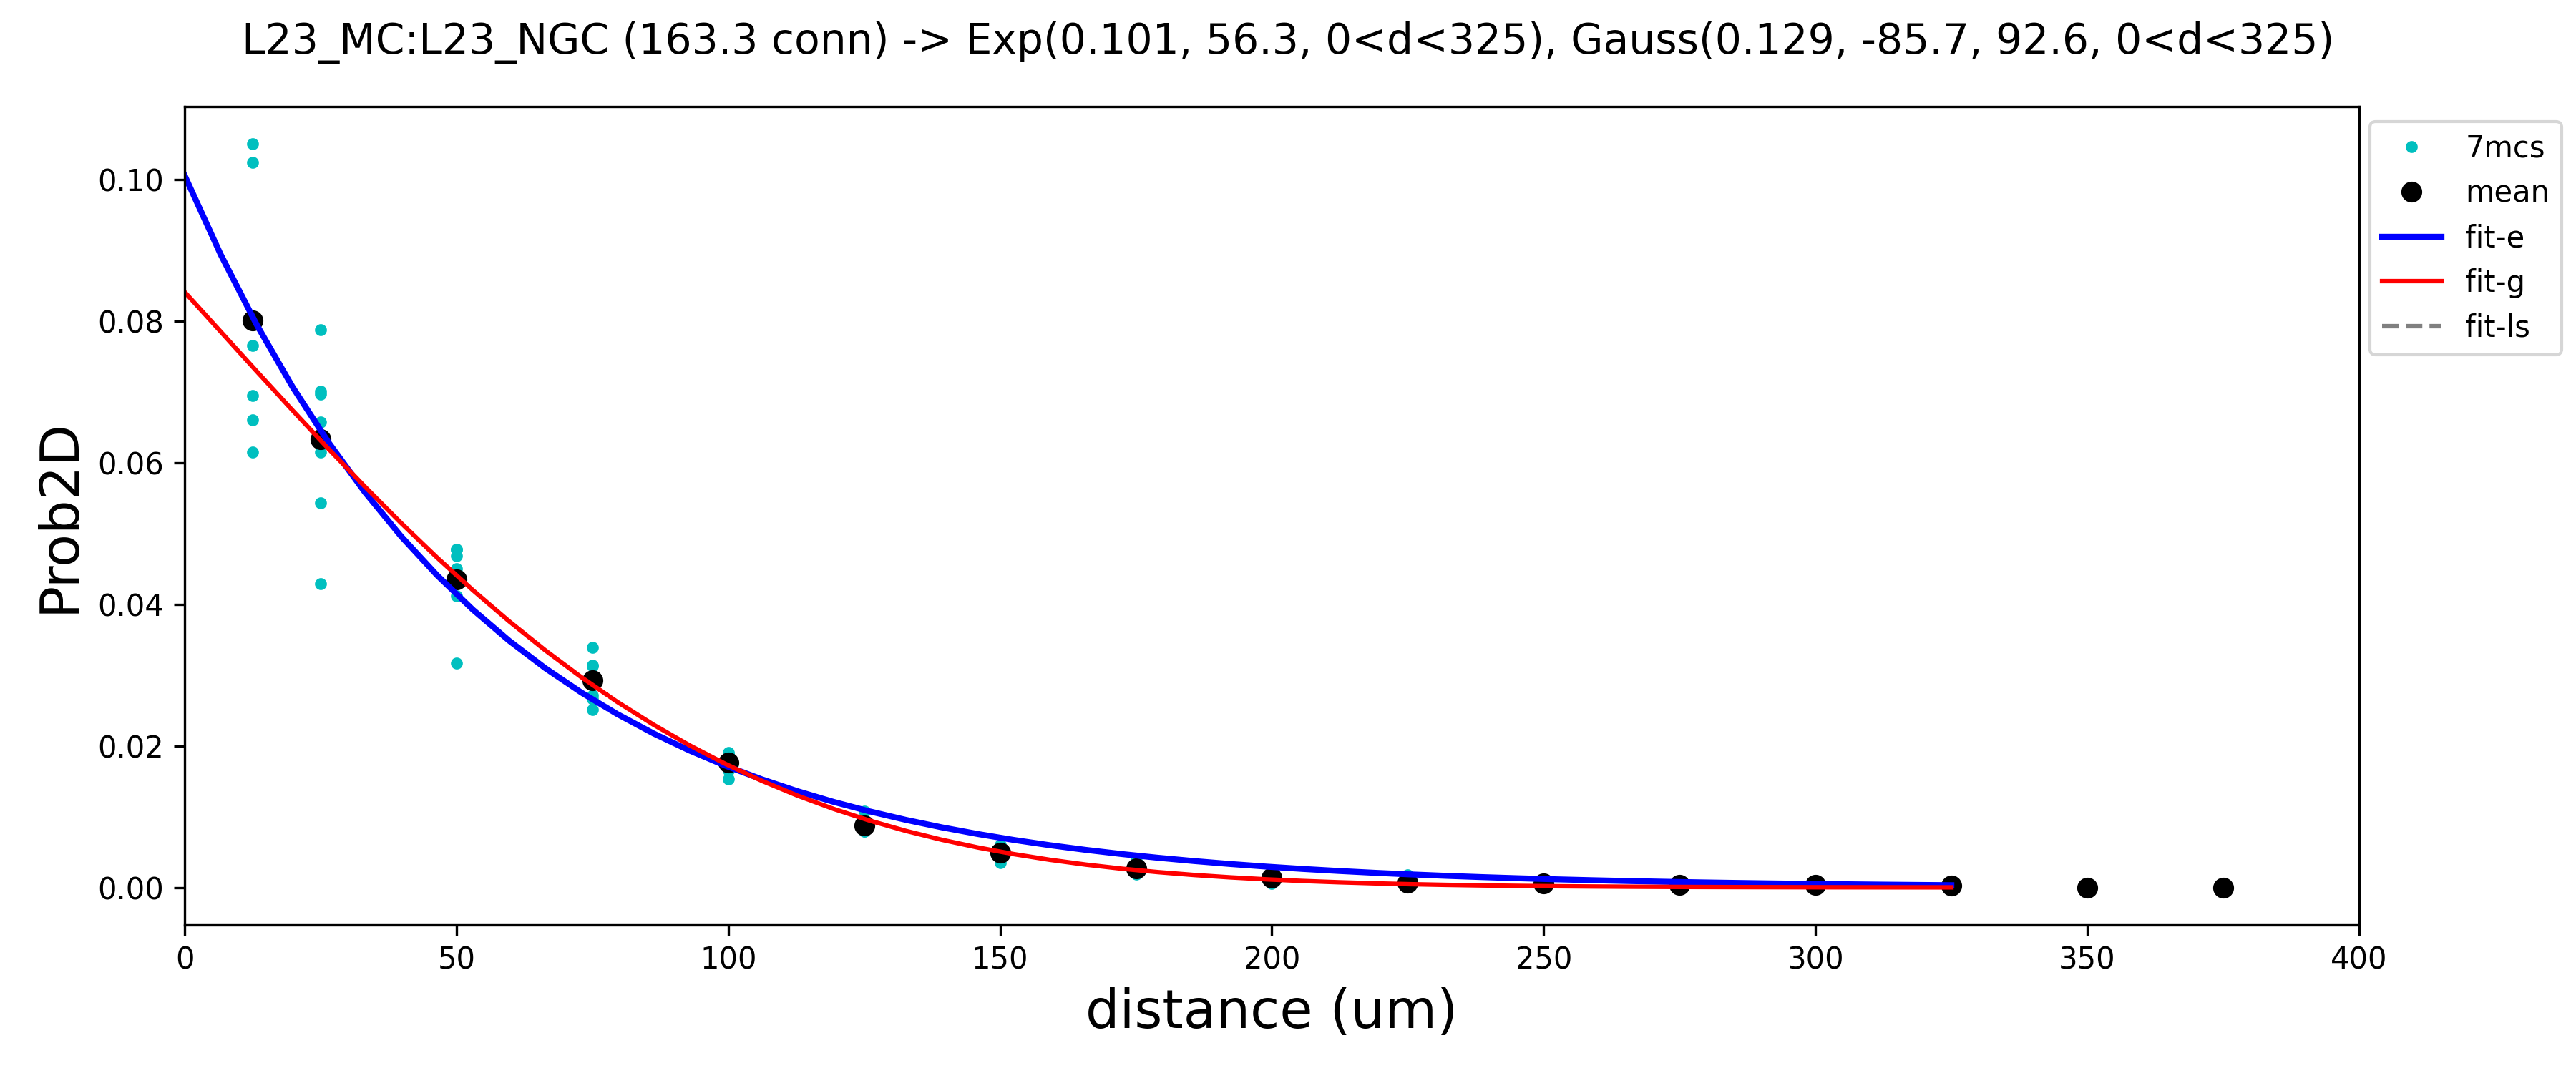 L23_MC:L23_NGC (163.3 conn) -> Exp(0.101, 56.3, 0<d<325), Gauss(0.129, -85.7, 92.6, 0<d<325)
7mcs
mean
fit-e
fit-g
fit-ls
Prob2D
0.10
0.08
0.06
0.04
0.02
0.00
0 50 100 150 200 250 300 350 400
distance (um)